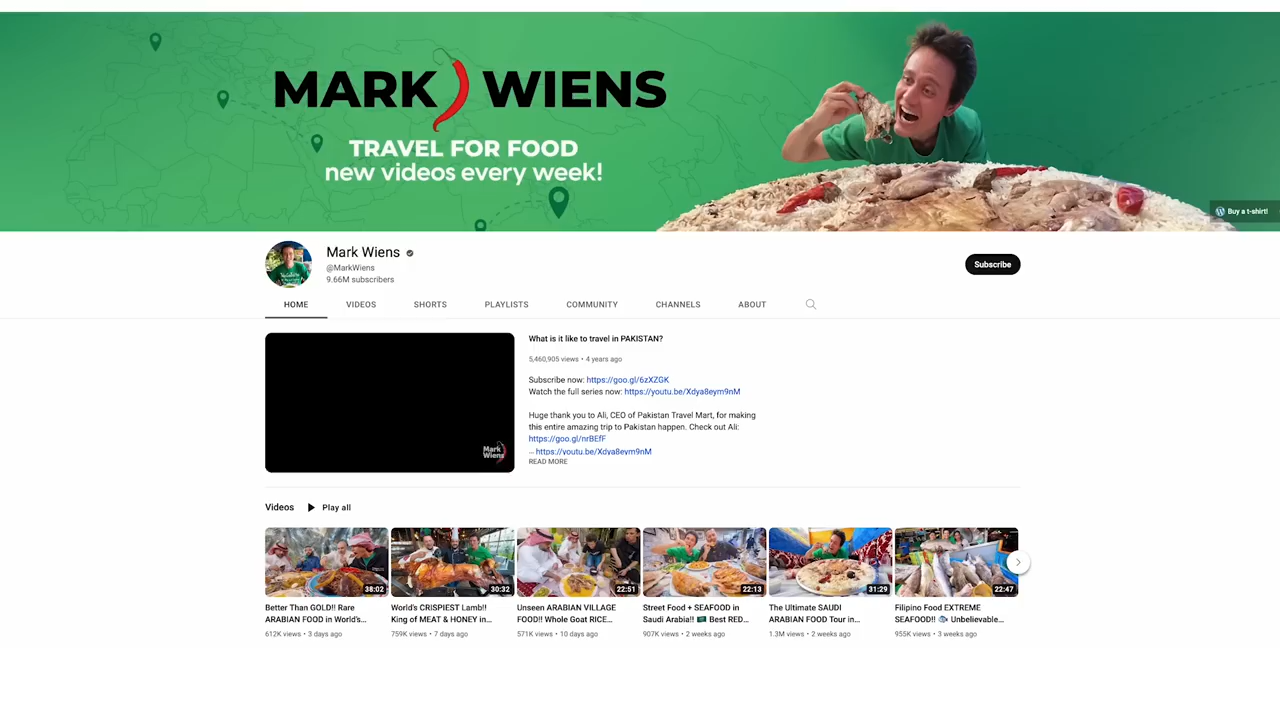 MARK WIENS
TRAVEL FOR FOOD
new videos every week!
Buy a t-shirt!
Mark Wiens
@MarkWiens
9.66M subscribers
Subscribe
HOME VIDEOS SHORTS PLAYLISTS COMMUNITY CHANNELS ABOUT
What is it like to travel in PAKISTAN?
5,460,905 views • 4 years ago
Subscribe now: https://goo.gl/6zXZGK
Watch the full series now: https://youtu.be/Xdya8eym9nM
Huge thank you to Ali, CEO of Pakistan Travel Mart, for making
this entire amazing trip to Pakistan happen. Check out Ali:
https://goo.gl/nrBEfF
... https://youtu.be/Xdya8eym9nM
READ MORE
Mark
Wiens
Videos Play all
38:02
30:32
22:51
22:13
31:29
22:47
Better Than GOLD!! Rare
ARABIAN FOOD in World's...
612K views • 3 days ago
World's CRISPIEST Lamb!!
King of MEAT & HONEY in...
759K views • 7 days ago
Unseen ARABIAN VILLAGE
FOOD!! Whole Goat RICE...
571K views • 10 days ago
Street Food + SEAFOOD in
Saudi Arabia!! 🇸🇦 Best RED...
907K views • 2 weeks ago
The Ultimate SAUDI
ARABIAN FOOD Tour in...
1.3M views • 2 weeks ago
Filipino Food EXTREME
SEAFOOD!! 🐟 Unbelievable...
955K views • 3 weeks ago